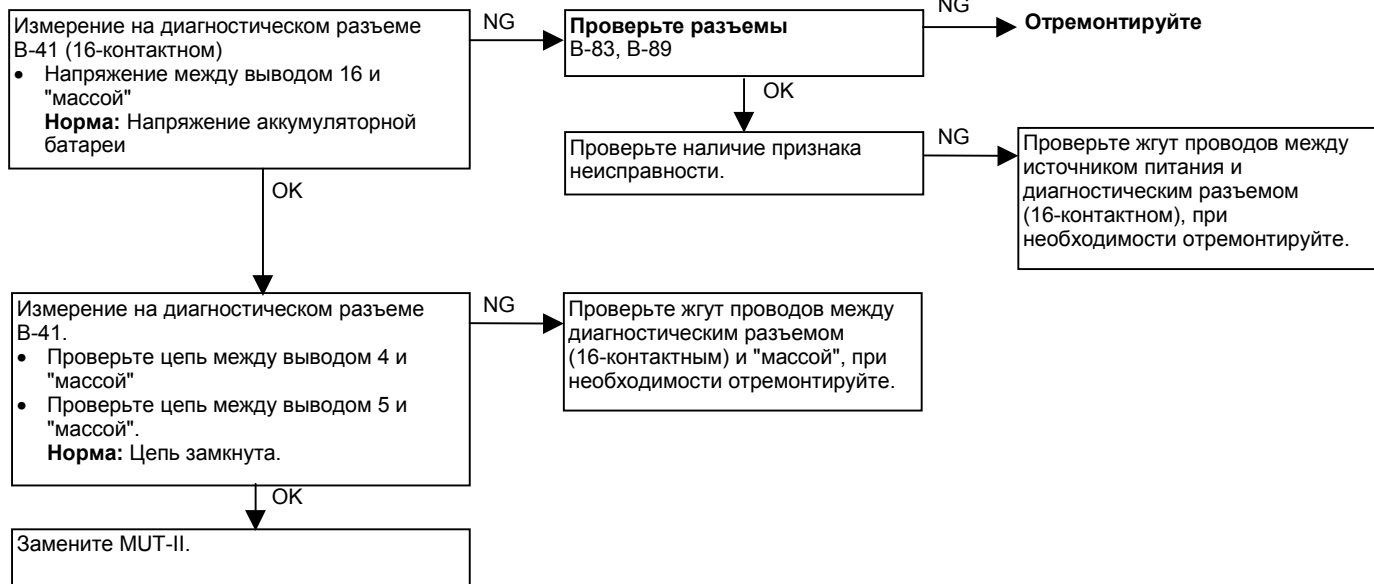 Измерение на диагностическом разъеме
B-41 (16-контактном)
• Напряжение между выводом 16 и
"массой"
Норма: Напряжение аккумуляторной
батареи
NG
Проверьте разъемы
B-83, B-89
NG
Отремонтируйте
OK
Проверьте наличие признака
неисправности.
NG
Проверьте жгут проводов между
источником питания и
диагностическим разъемом
(16-контактном), при
необходимости отремонтируйте.
OK
Измерение на диагностическом разъеме
B-41.
• Проверьте цепь между выводом 4 и
"массой"
• Проверьте цепь между выводом 5 и
"массой".
Норма: Цепь замкнута.
NG
Проверьте жгут проводов между
диагностическим разъемом
(16-контактным) и "массой", при
необходимости отремонтируйте.
OK
Замените MUT-II.